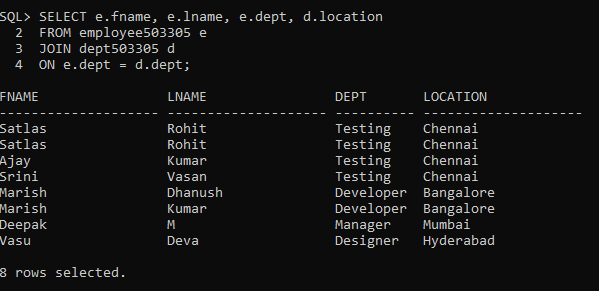 SQL> SELECT e.fname, e.lname, e.dept, d.location
  2  FROM employee503305 e
  3  JOIN dept503305 d
  4  ON e.dept = d.dept;
FNAME                LNAME                DEPT       LOCATION
-------------------- -------------------- ---------- --------------------
Satlas               Rohit                Testing    Chennai
Satlas               Rohit                Testing    Chennai
Ajay                 Kumar                Testing    Chennai
Srini                Vasan                Testing    Chennai
Marish               Dhanush              Developer  Bangalore
Marish               Kumar                Developer  Bangalore
Deepak               M                    Manager    Mumbai
Vasu                 Deva                 Designer   Hyderabad
8 rows selected.